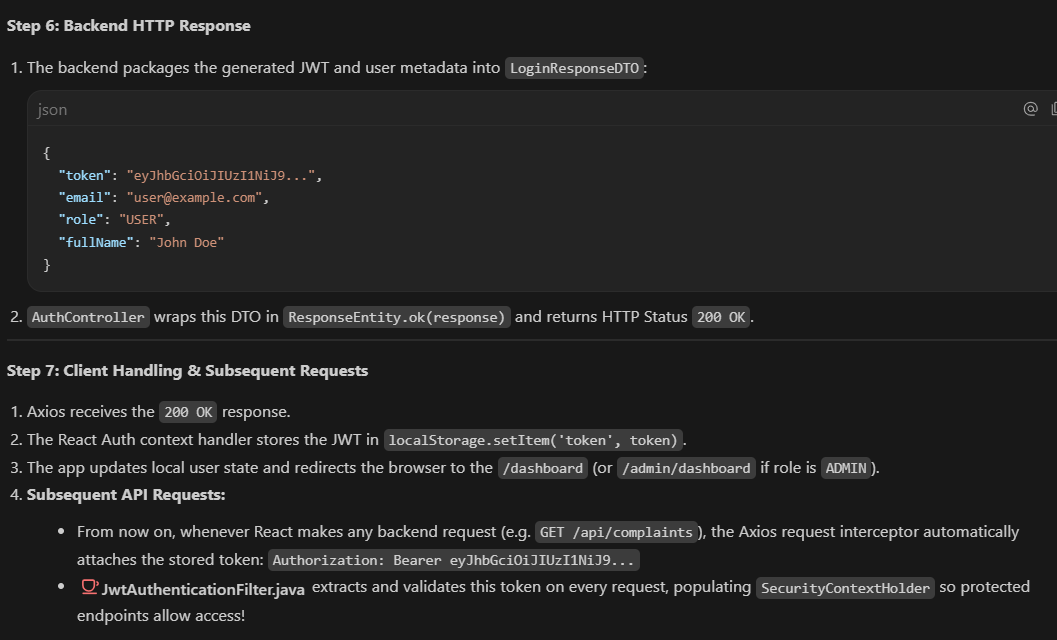 Step 6: Backend HTTP Response
1. The backend packages the generated JWT and user metadata into LoginResponseDTO:
json
{
"token": "eyJhbGciOiJIUzI1NiJ9...",
"email": "user@example.com",
"role": "USER",
"fullName": "John Doe"
}
2. AuthController wraps this DTO in ResponseEntity.ok(response) and returns HTTP Status 200 OK.
Step 7: Client Handling & Subsequent Requests
1. Axios receives the 200 OK response.
2. The React Auth context handler stores the JWT in localStorage.setItem('token', token).
3. The app updates local user state and redirects the browser to the /dashboard (or /admin/dashboard if role is ADMIN).
4. Subsequent API Requests:
• From now on, whenever React makes any backend request (e.g. GET /api/complaints), the Axios request interceptor automatically
attaches the stored token: Authorization: Bearer eyJhbGciOiJIUzI1NiJ9...
• JwtAuthenticationFilter.java extracts and validates this token on every request, populating SecurityContextHolder so protected
endpoints allow access!